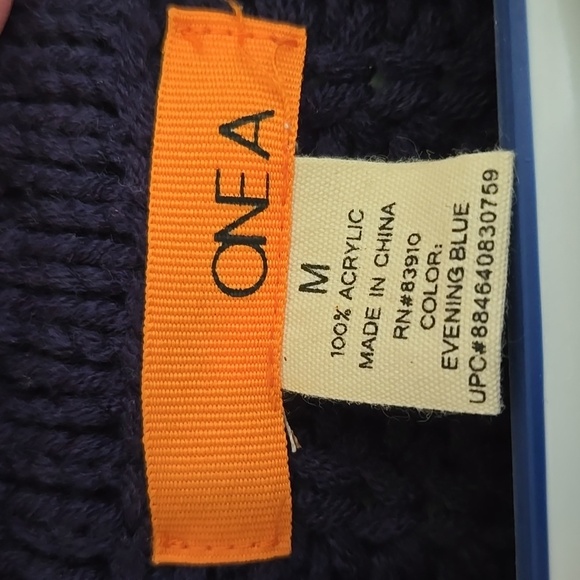 ONE A
M
100% ACRYLIC
MADE IN CHINA
RN#83910
COLOR:
EVENING BLUE
UPC#884640830759